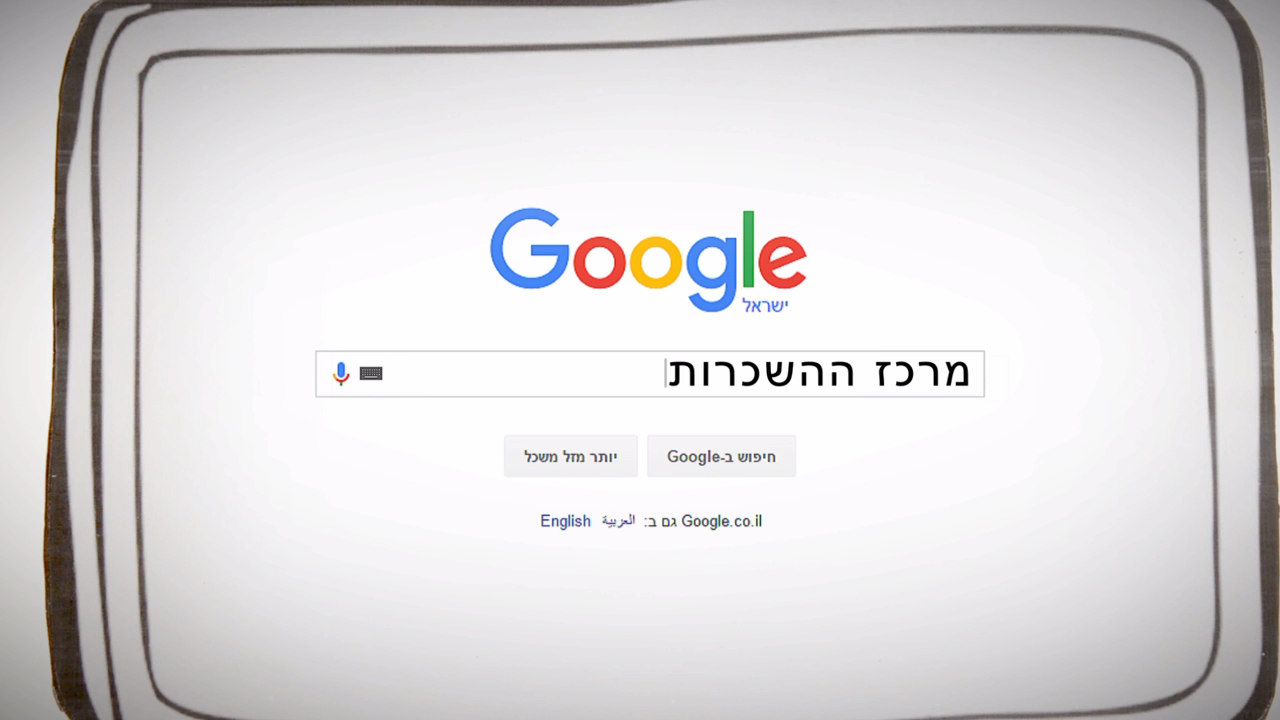 Google
ישראל
מרכז ההשכרות
חיפוש ב-Google יותר מזל משכל
Google.co.il גם ב: العربية English